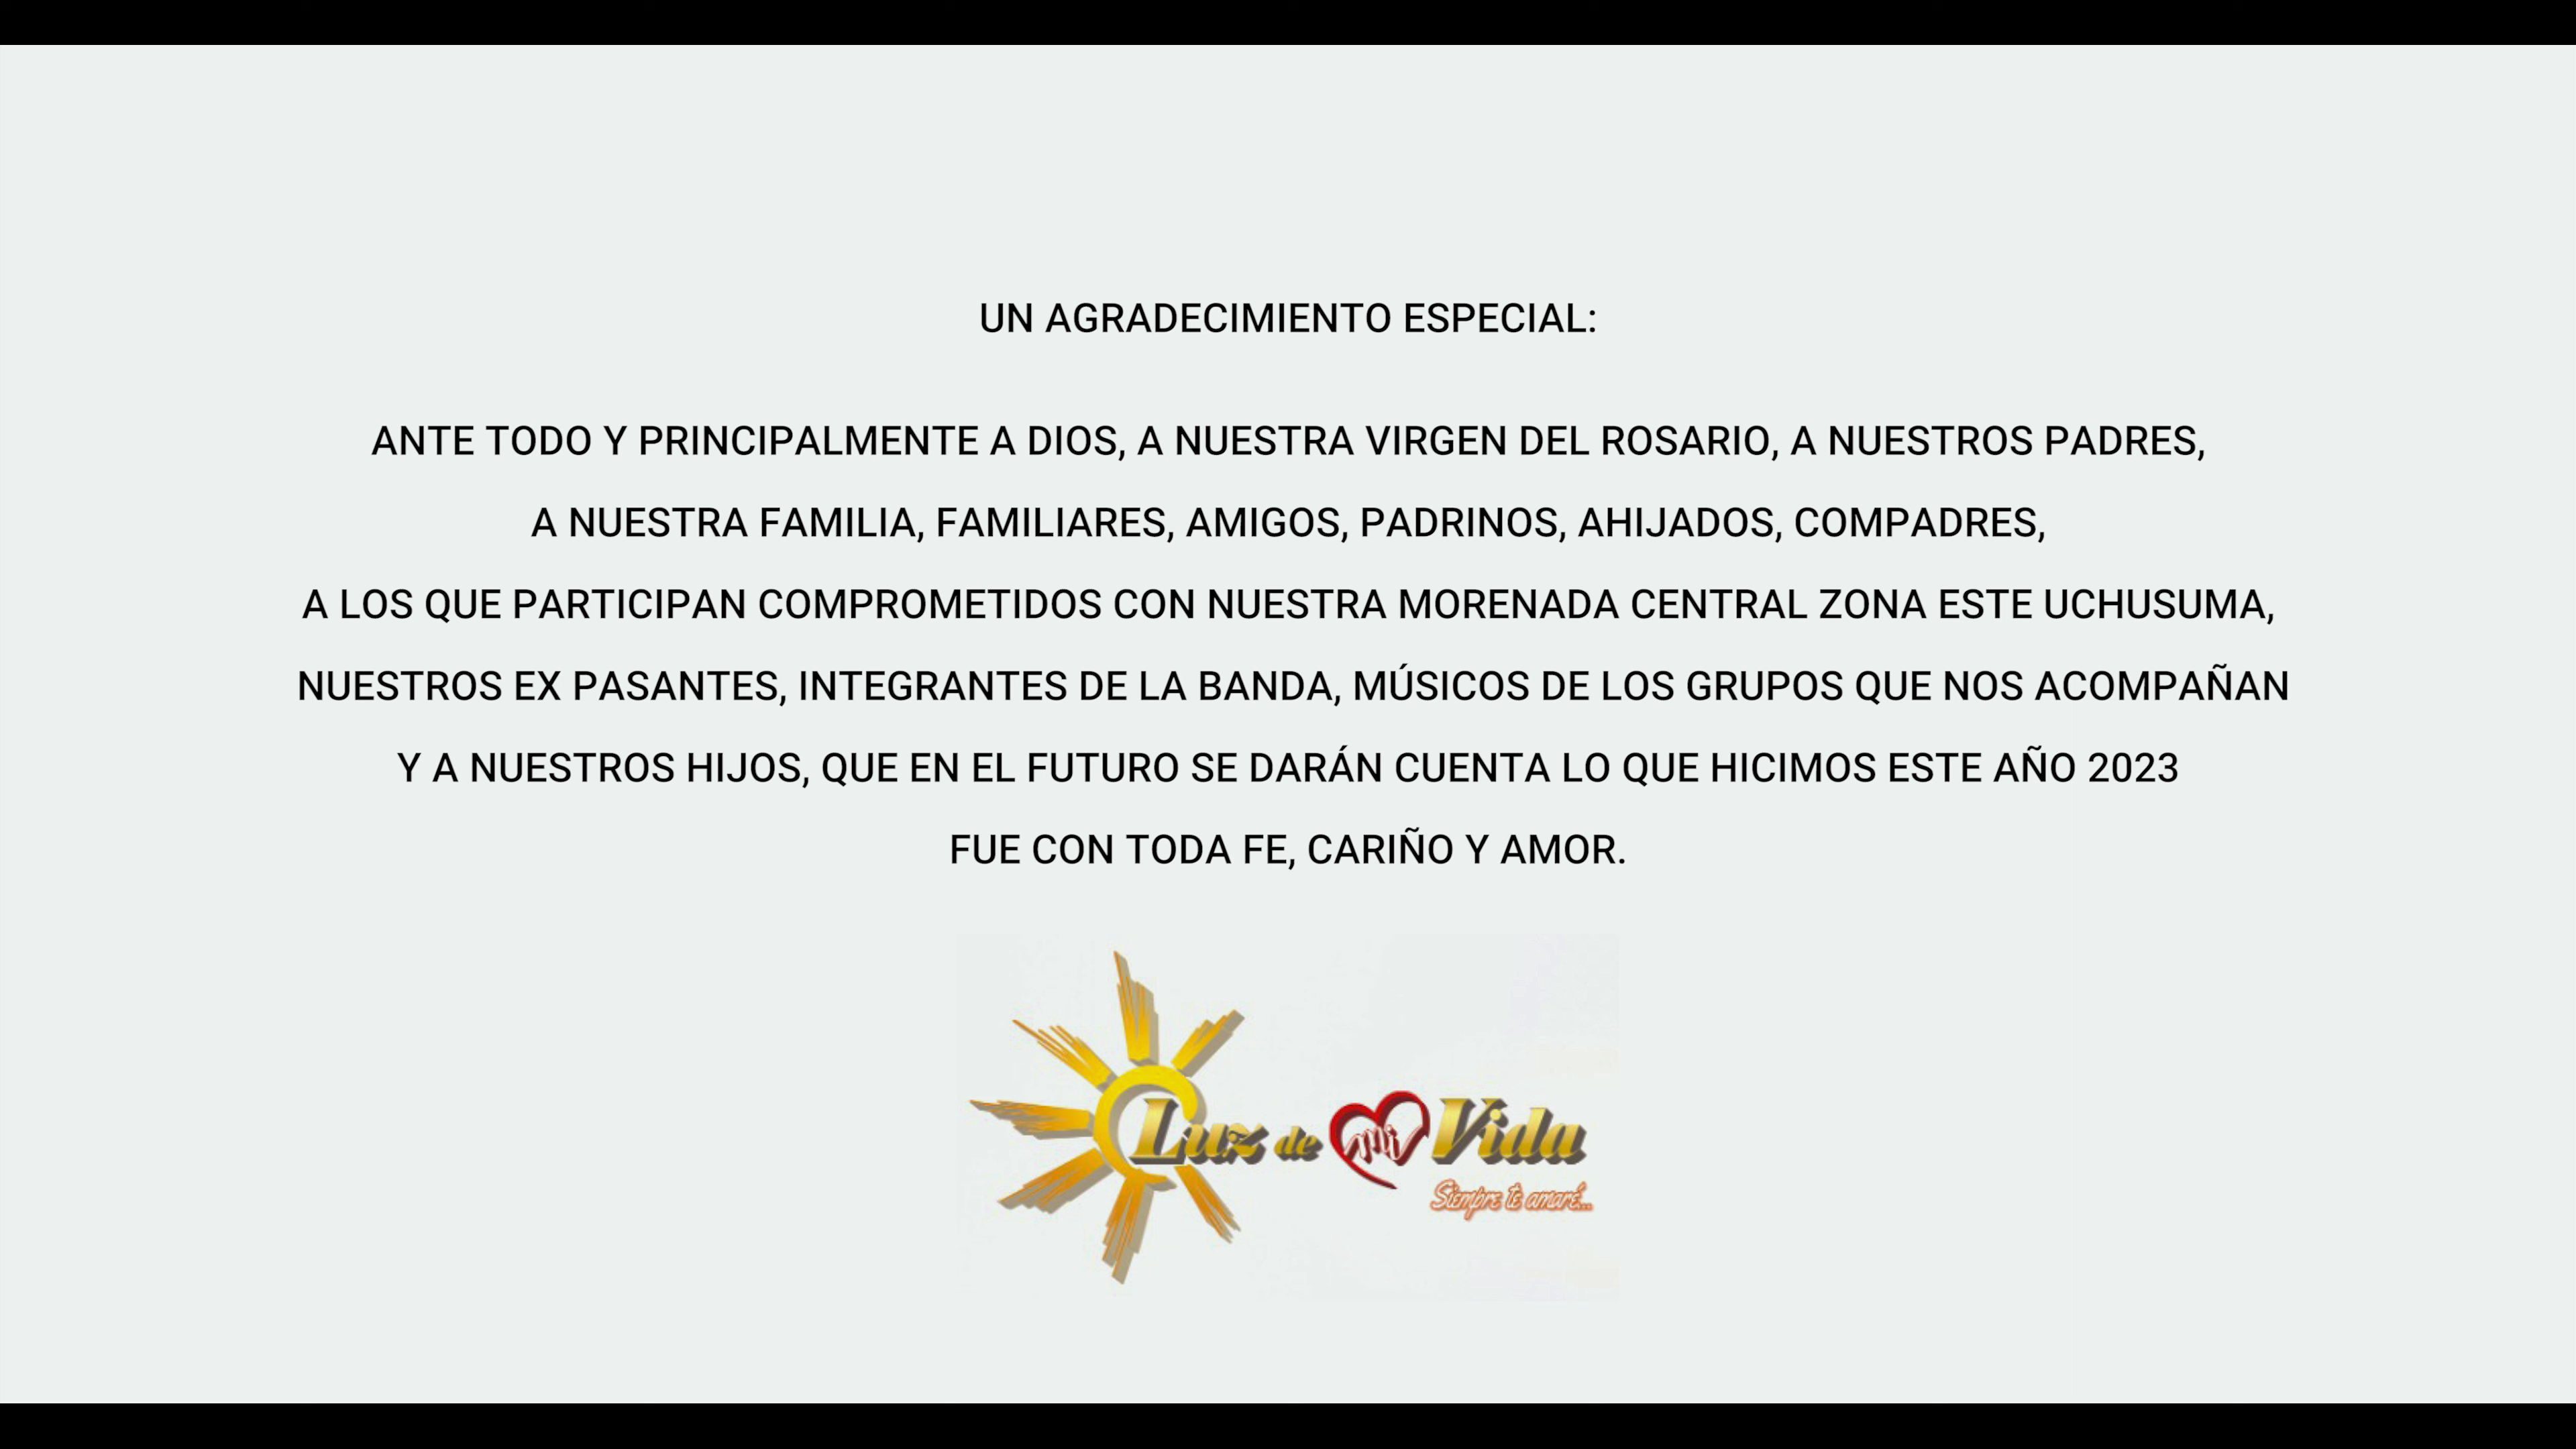 UN AGRADECIMIENTO ESPECIAL:
ANTE TODO Y PRINCIPALMENTE A DIOS, A NUESTRA VIRGEN DEL ROSARIO, A NUESTROS PADRES,
A NUESTRA FAMILIA, FAMILIARES, AMIGOS, PADRINOS, AHIJADOS, COMPADRES,
A LOS QUE PARTICIPAN COMPROMETIDOS CON NUESTRA MORENADA CENTRAL ZONA ESTE UCHUSUMA,
NUESTROS EX PASANTES, INTEGRANTES DE LA BANDA, MÚSICOS DE LOS GRUPOS QUE NOS ACOMPAÑAN
Y A NUESTROS HIJOS, QUE EN EL FUTURO SE DARÁN CUENTA LO QUE HICIMOS ESTE AÑO 2023
FUE CON TODA FE, CARIÑO Y AMOR.
Luz de mi Vida
Siempre te amaré...